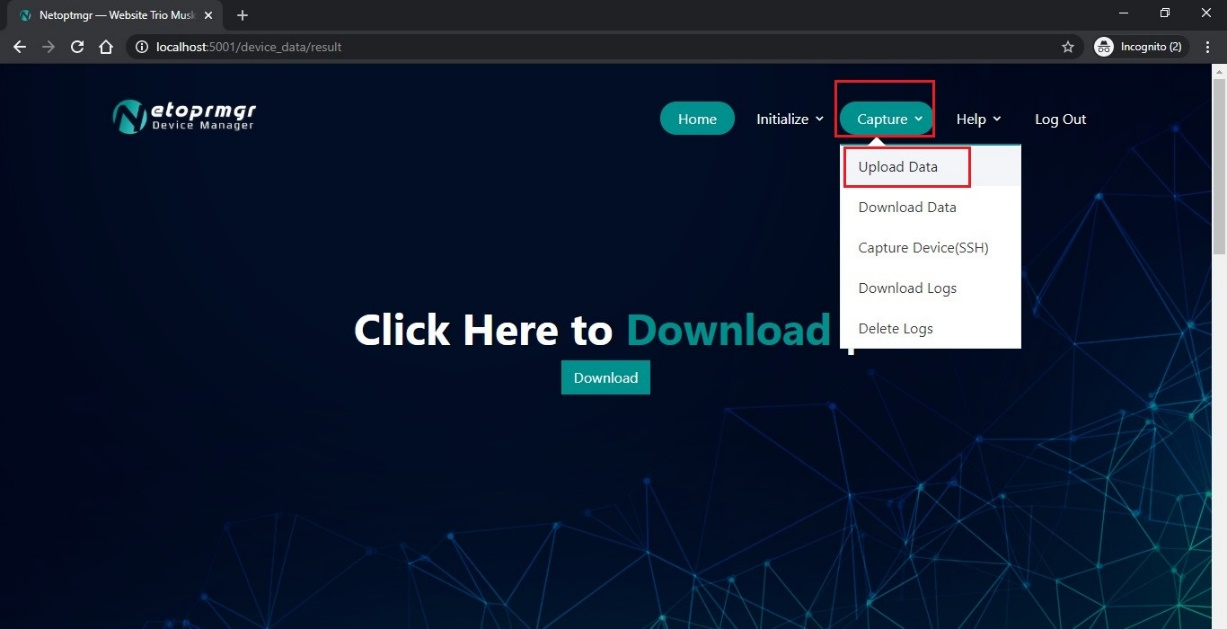 Netoptmgr — Website Trio Musk
localhost:5001/device_data/result
Incognito (2)
etoprmgr
Device Manager
Home
Initialize
Capture
Help
Log Out
Upload Data
Download Data
Capture Device(SSH)
Download Logs
Delete Logs
Click Here to Download
Download